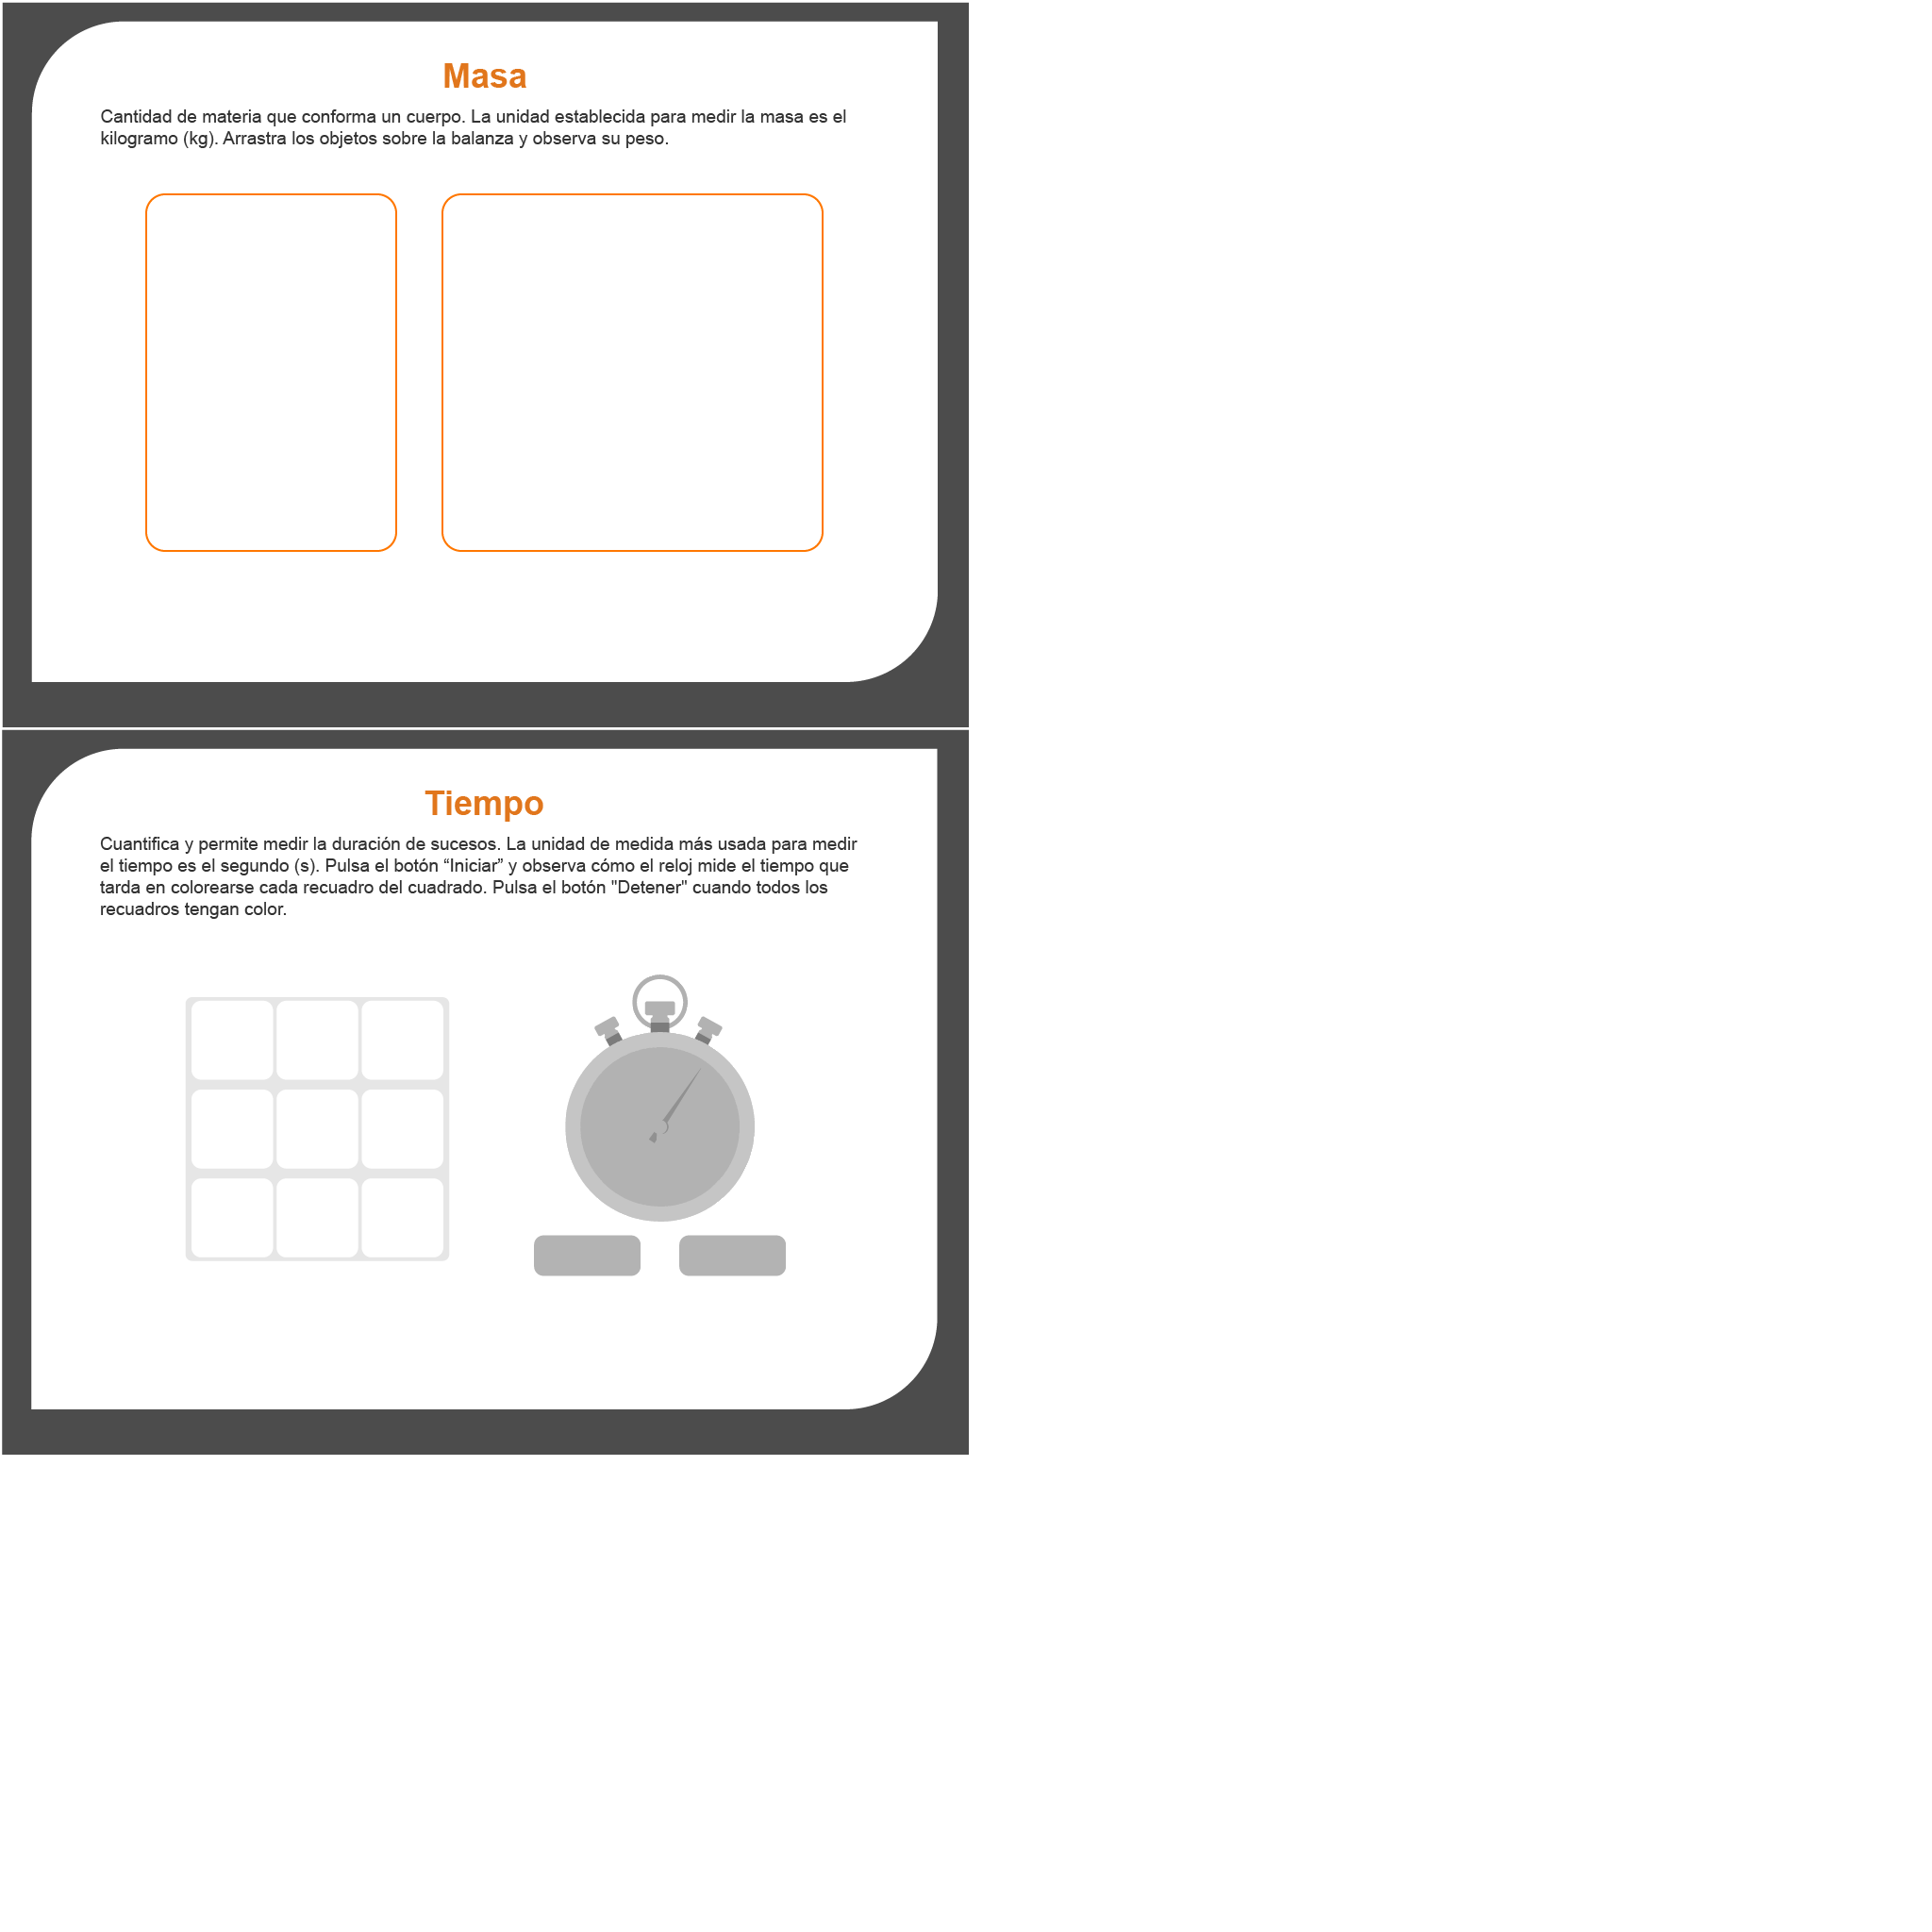 Masa
Cantidad de materia que conforma un cuerpo. La unidad establecida para medir la masa es el
kilogramo (kg). Arrastra los objetos sobre la balanza y observa su peso.
Tiempo
Cuantifica y permite medir la duración de sucesos. La unidad de medida más usada para medir
el tiempo es el segundo (s). Pulsa el botón “Iniciar” y observa cómo el reloj mide el tiempo que
tarda en colorearse cada recuadro del cuadrado. Pulsa el botón "Detener" cuando todos los
recuadros tengan color.